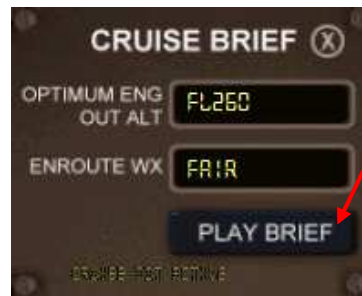 CRUISE BRIEF X
OPTIMUM ENG FL260
OUT ALT
ENROUTE WX FAIR
PLAY BRIEF